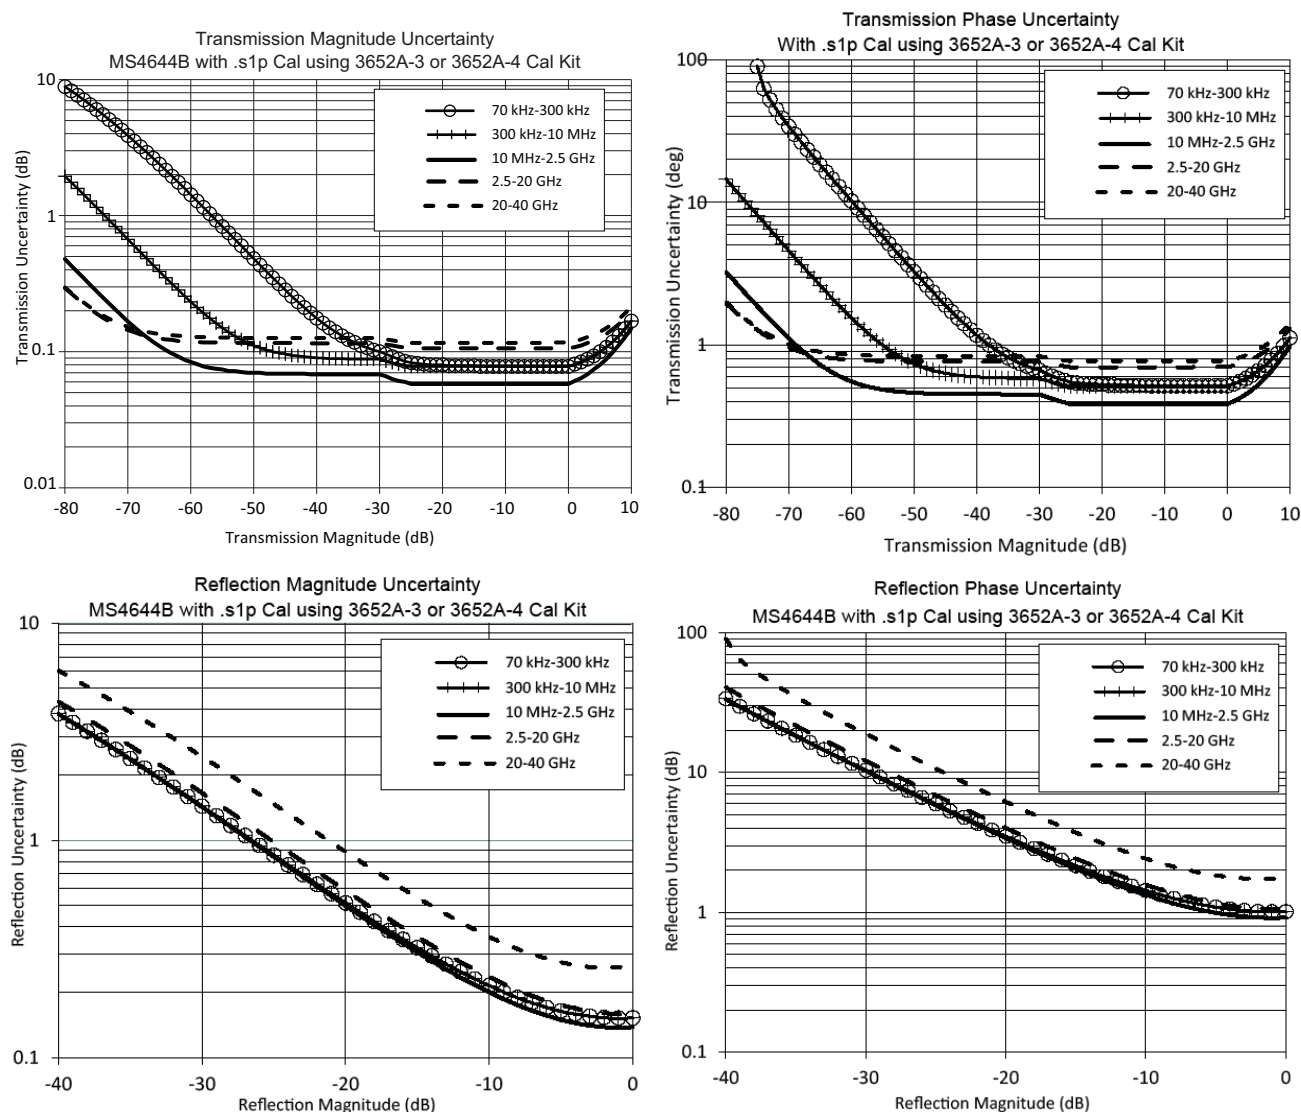 Transmission Magnitude Uncertainty
MS4644B with .s1p Cal using 3652A-3 or 3652A-4 Cal Kit
10
1
0.1
0.01
Transmission Uncertainty (dB)
70 kHz-300 kHz
300 kHz-10 MHz
10 MHz-2.5 GHz
2.5-20 GHz
20-40 GHz
-80 -70 -60 -50 -40 -30 -20 -10 0 10
Transmission Magnitude (dB)
Transmission Phase Uncertainty
With .s1p Cal using 3652A-3 or 3652A-4 Cal Kit
100
10
1
0.1
Transmission Uncertainty (deg)
70 kHz-300 kHz
300 kHz-10 MHz
10 MHz-2.5 GHz
2.5-20 GHz
20-40 GHz
-80 -70 -60 -50 -40 -30 -20 -10 0 10
Transmission Magnitude (dB)
Reflection Magnitude Uncertainty
MS4644B with .s1p Cal using 3652A-3 or 3652A-4 Cal Kit
10
1
0.1
Reflection Uncertainty (dB)
70 kHz-300 kHz
300 kHz-10 MHz
10 MHz-2.5 GHz
2.5-20 GHz
20-40 GHz
-40 -30 -20 -10 0
Reflection Magnitude (dB)
Reflection Phase Uncertainty
MS4644B with .s1p Cal using 3652A-3 or 3652A-4 Cal Kit
100
10
1
0.1
Reflection Uncertainty (dB)
70 kHz-300 kHz
300 kHz-10 MHz
10 MHz-2.5 GHz
2.5-20 GHz
20-40 GHz
-40 -30 -20 -10 0
Reflection Magnitude (dB)